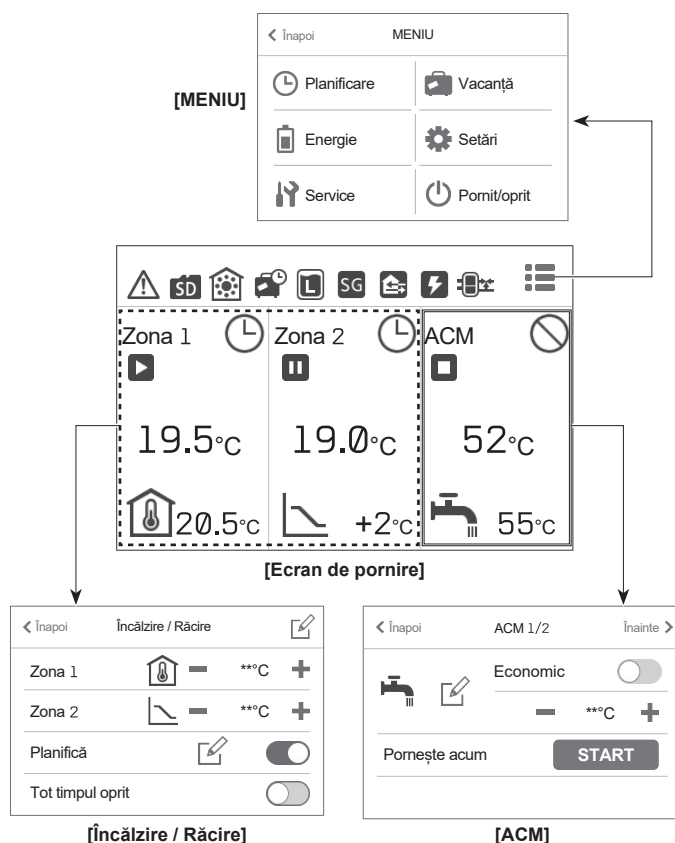 Înapoi MENIU
Planificare Vacanță
[MENIU]
Energie Setări
Service Pornit/oprit
SD L SG
Zona 1 Zona 2 ACM
19.5°C 19.0°C 52°C
20.5°C +2°C 55°C
[Ecran de pornire]
Înapoi Încălzire / Răcire
Zona 1 **°C
Zona 2 **°C
Planifică
Tot timpul oprit
[Încălzire / Răcire]
Înapoi ACM 1/2 Înainte
Economic
**°C
Pornește acum START
[ACM]